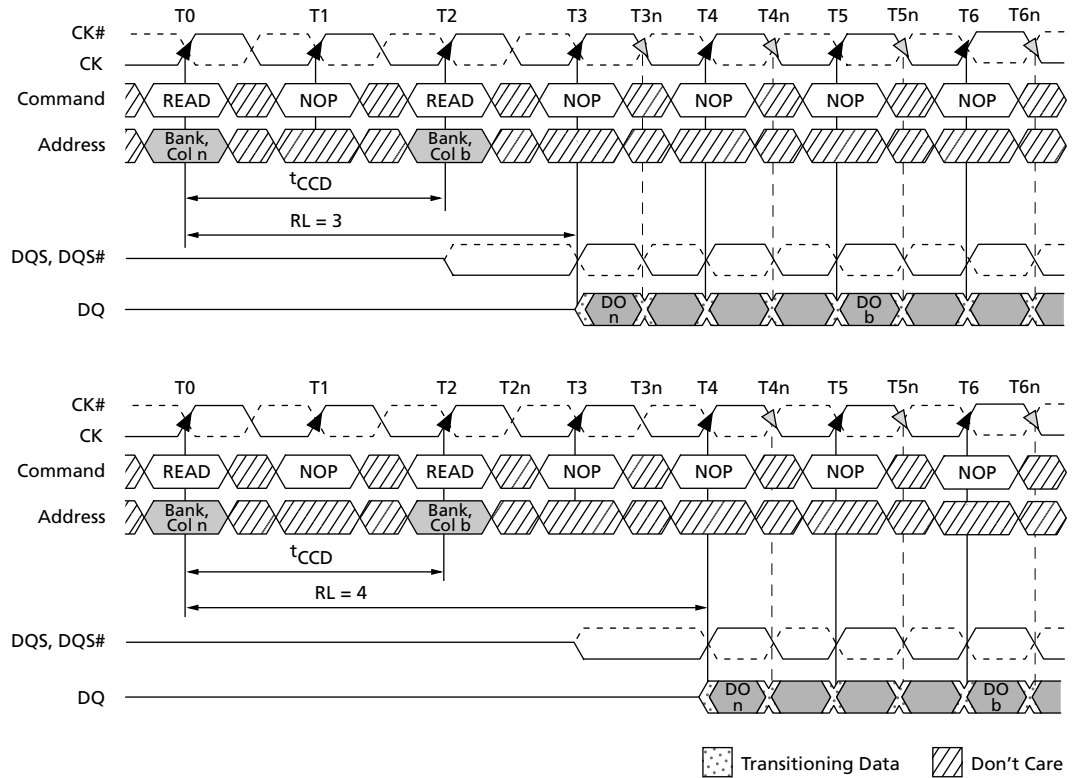 T0 T1 T2 T3 T3n T4 T4n T5 T5n T6 T6n
CK#
CK
Command READ NOP READ NOP NOP NOP NOP
Address Bank, Col n Bank, Col b
tCCD
RL = 3
DQS, DQS#
DQ DO n DO b
T0 T1 T2 T2n T3 T3n T4 T4n T5 T5n T6 T6n
CK#
CK
Command READ NOP READ NOP NOP NOP NOP
Address Bank, Col n Bank, Col b
tCCD
RL = 4
DQS, DQS#
DQ DO n DO b
Transitioning Data Don't Care